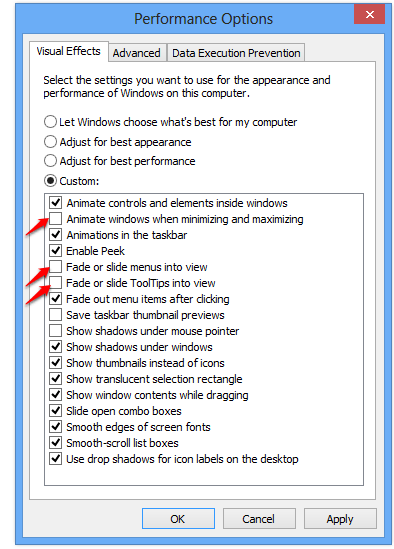 Performance Options
Visual Effects Advanced Data Execution Prevention
Select the settings you want to use for the appearance and
performance of Windows on this computer.
Let Windows choose what's best for my computer
Adjust for best appearance
Adjust for best performance
Custom:
Animate controls and elements inside windows
Animate windows when minimizing and maximizing
Animations in the taskbar
Enable Peek
Fade or slide menus into view
Fade or slide ToolTips into view
Fade out menu items after clicking
Save taskbar thumbnail previews
Show shadows under mouse pointer
Show shadows under windows
Show thumbnails instead of icons
Show translucent selection rectangle
Show window contents while dragging
Slide open combo boxes
Smooth edges of screen fonts
Smooth-scroll list boxes
Use drop shadows for icon labels on the desktop
OK Cancel Apply